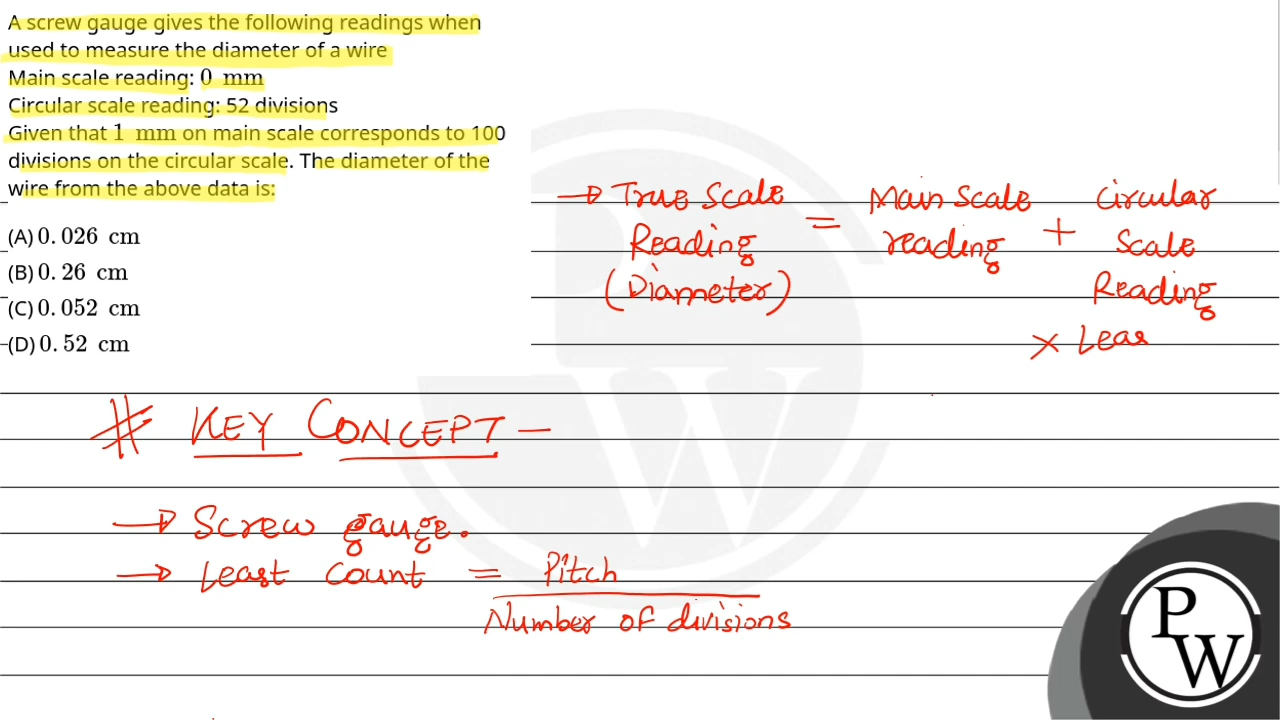 A screw gauge gives the following readings when
used to measure the diameter of a wire
Main scale reading: 0 mm
Circular scale reading: 52 divisions
Given that 1 mm on main scale corresponds to 100
divisions on the circular scale. The diameter of the
wire from the above data is:
(A) 0.026 cm
(B) 0.26 cm
(C) 0.052 cm
(D) 0.52 cm
→ True Scale Reading (Diameter) = Main Scale reading + Circular Scale Reading × Leas
# KEY CONCEPT —
→ Screw gauge.
→ Least count = Pitch
Number of divisions
P
W